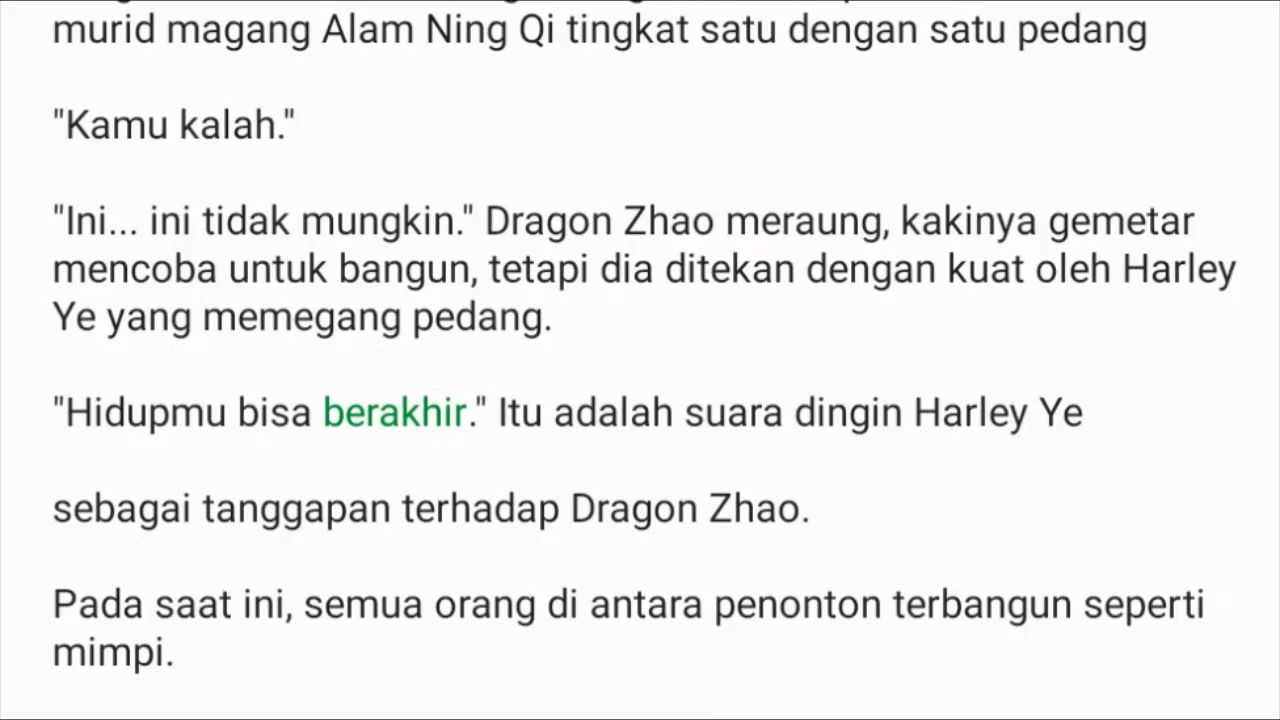 murid magang Alam Ning Qi tingkat satu dengan satu pedang
"Kamu kalah."
"Ini... ini tidak mungkin." Dragon Zhao meraung, kakinya gemetar
mencoba untuk bangun, tetapi dia ditekan dengan kuat oleh Harley
Ye yang memegang pedang.
"Hidupmu bisa berakhir." Itu adalah suara dingin Harley Ye
sebagai tanggapan terhadap Dragon Zhao.
Pada saat ini, semua orang di antara penonton terbangun seperti
mimpi.